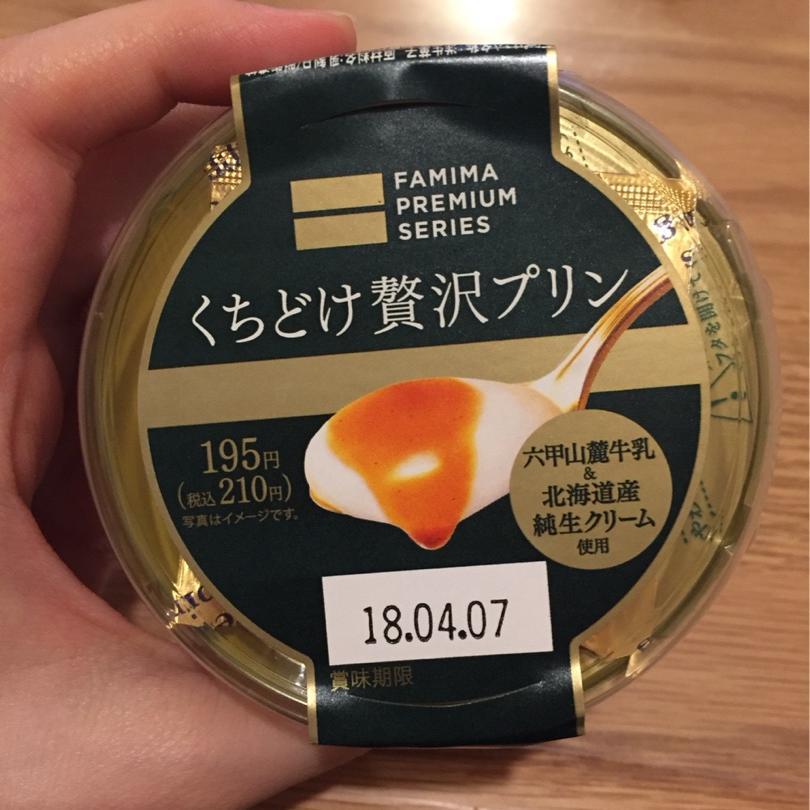 FAMIMA
PREMIUM
SERIES
くちどけ贅沢プリン
195円
(税込210円)
写真はイメージです。
六甲山麓牛乳
&
北海道産
純生クリーム
使用
18.04.07
賞味期限